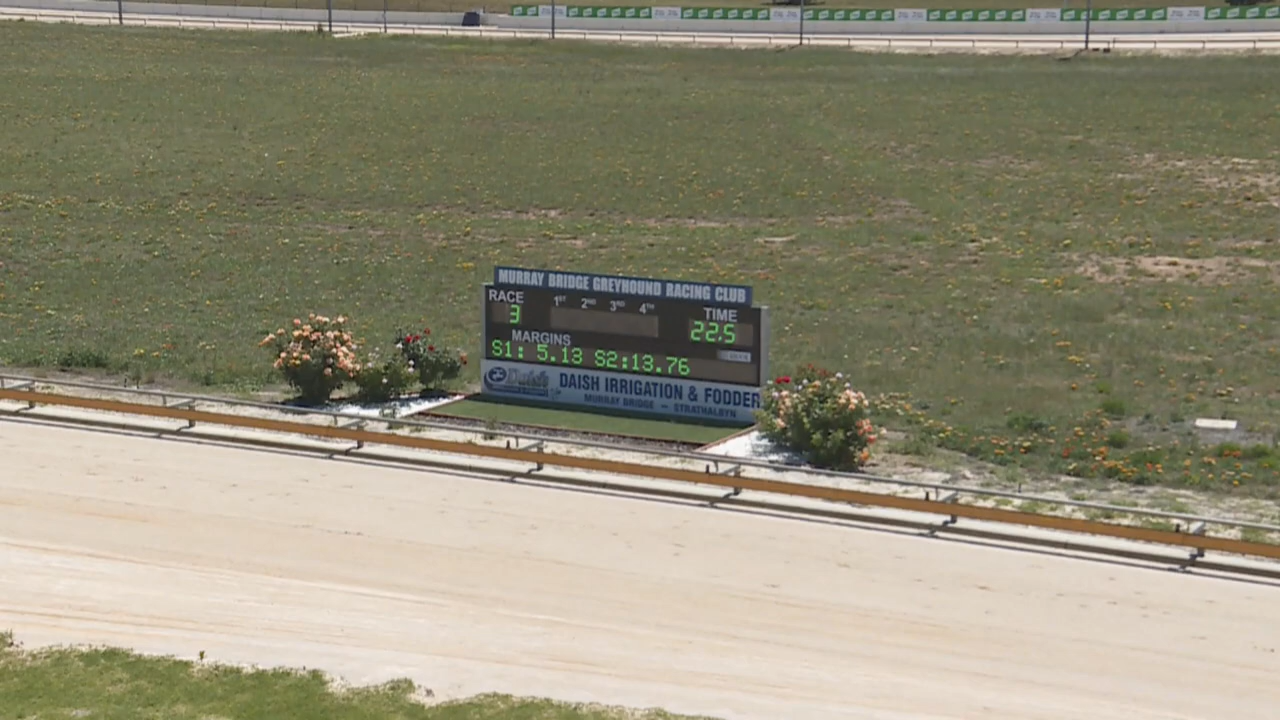 MURRAY BRIDGE GREYHOUND RACING CLUB
RACE 1ST 2ND 3RD 4TH TIME
3 22.5
MARGINS
S1: 5.13 S2:13.76
Daish
DAISH IRRIGATION & FODDER
MURRAY BRIDGE - STRATHALBYN